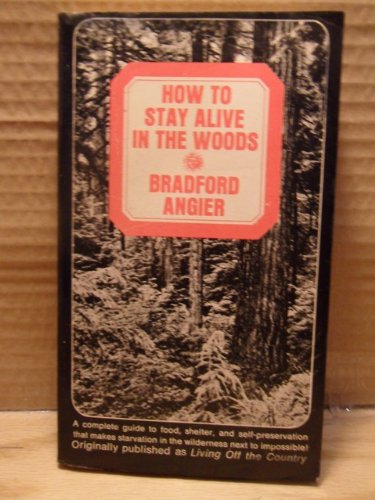 HOW TO
STAY ALIVE
IN THE WOODS
BRADFORD
ANGIER
A complete guide to food, shelter, and self-preservation
that makes starvation in the wilderness next to impossible!
Originally published as Living Off the Country